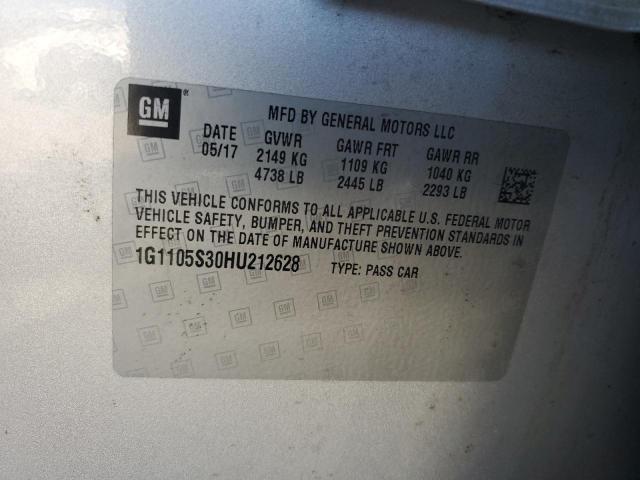 GM ®
MFD BY GENERAL MOTORS LLC
DATE GVWR GAWR FRT GAWR RR
05/17 2149 KG 1109 KG 1040 KG
4738 LB 2445 LB 2293 LB
THIS VEHICLE CONFORMS TO ALL APPLICABLE U.S. FEDERAL MOTOR
VEHICLE SAFETY, BUMPER, AND THEFT PREVENTION STANDARDS IN
EFFECT ON THE DATE OF MANUFACTURE SHOWN ABOVE.
1G1105S30HU212628 TYPE: PASS CAR